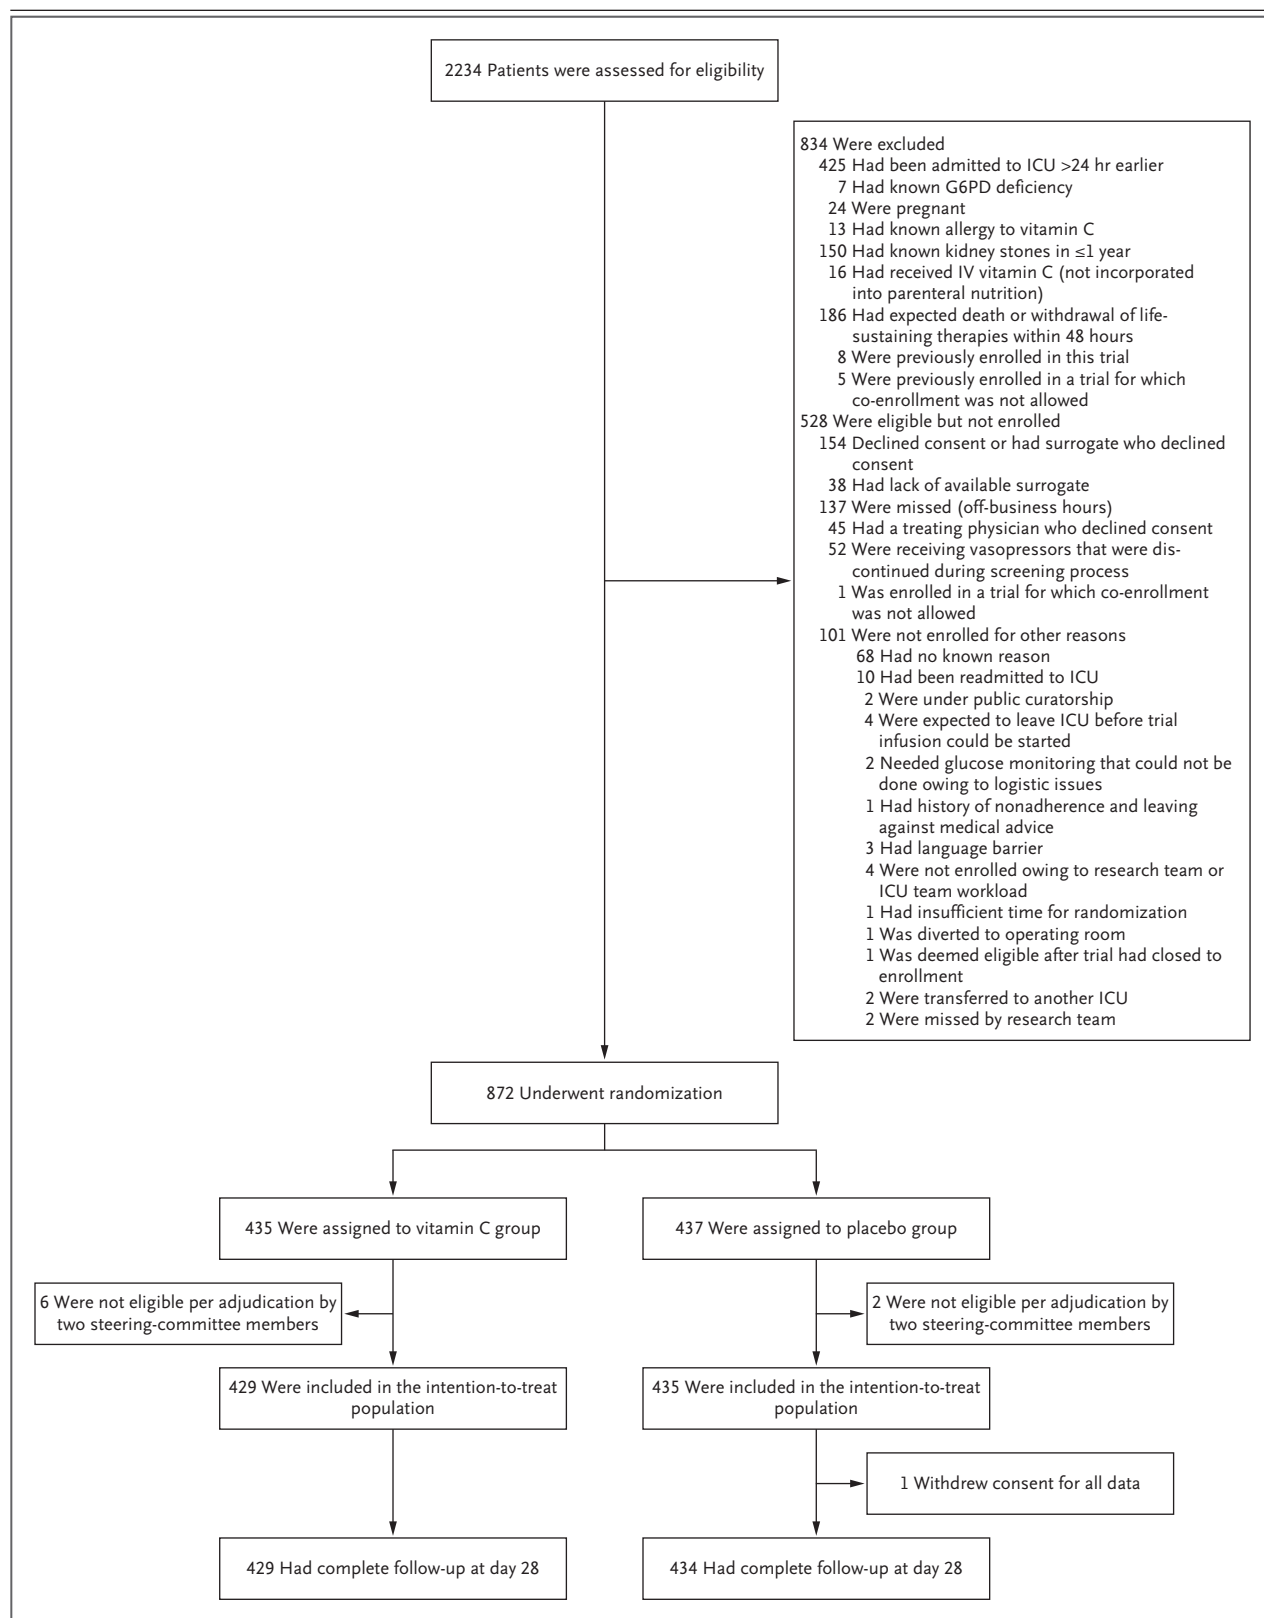 2234 Patients were assessed for eligibility
834 Were excluded
425 Had been admitted to ICU >24 hr earlier
7 Had known G6PD deficiency
24 Were pregnant
13 Had known allergy to vitamin C
150 Had known kidney stones in ≤1 year
16 Had received IV vitamin C (not incorporated
into parenteral nutrition)
186 Had expected death or withdrawal of life-
sustaining therapies within 48 hours
8 Were previously enrolled in this trial
5 Were previously enrolled in a trial for which
co-enrollment was not allowed
528 Were eligible but not enrolled
154 Declined consent or had surrogate who declined
consent
38 Had lack of available surrogate
137 Were missed (off-business hours)
45 Had a treating physician who declined consent
52 Were receiving vasopressors that were dis-
continued during screening process
1 Was enrolled in a trial for which co-enrollment
was not allowed
101 Were not enrolled for other reasons
68 Had no known reason
10 Had been readmitted to ICU
2 Were under public curatorship
4 Were expected to leave ICU before trial
infusion could be started
2 Needed glucose monitoring that could not be
done owing to logistic issues
1 Had history of nonadherence and leaving
against medical advice
3 Had language barrier
4 Were not enrolled owing to research team or
ICU team workload
1 Had insufficient time for randomization
1 Was diverted to operating room
1 Was deemed eligible after trial had closed to
enrollment
2 Were transferred to another ICU
2 Were missed by research team
872 Underwent randomization
435 Were assigned to vitamin C group
437 Were assigned to placebo group
6 Were not eligible per adjudication by
two steering-committee members
2 Were not eligible per adjudication by
two steering-committee members
429 Were included in the intention-to-treat
population
435 Were included in the intention-to-treat
population
1 Withdrew consent for all data
429 Had complete follow-up at day 28
434 Had complete follow-up at day 28